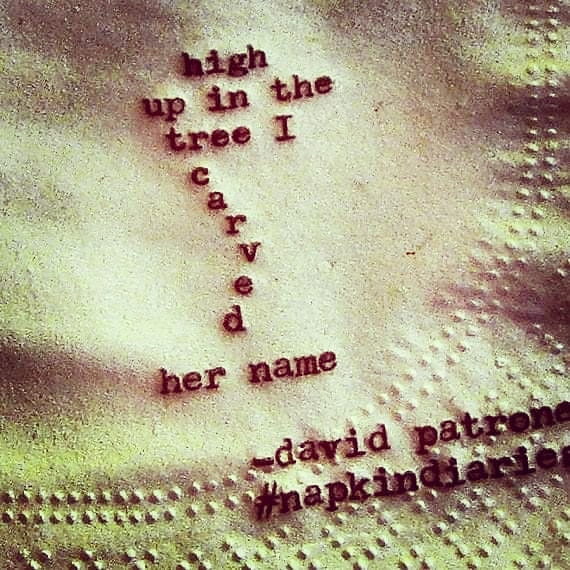 high
up in the
tree I
c
a
r
v
e
d
her name
-david patrone
#napkindiaries